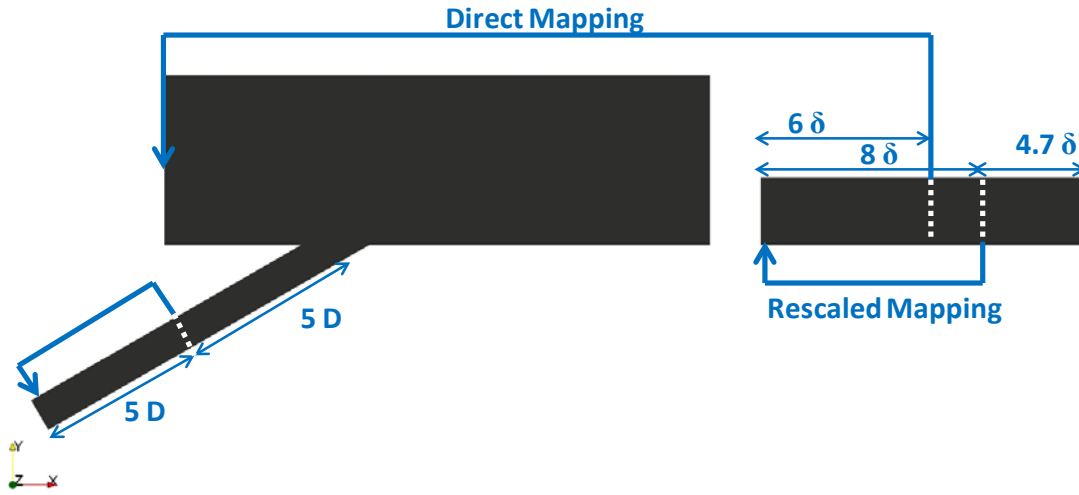 Direct Mapping
6 δ
8 δ
4.7 δ
Rescaled Mapping
5 D
5 D
Y
Z X